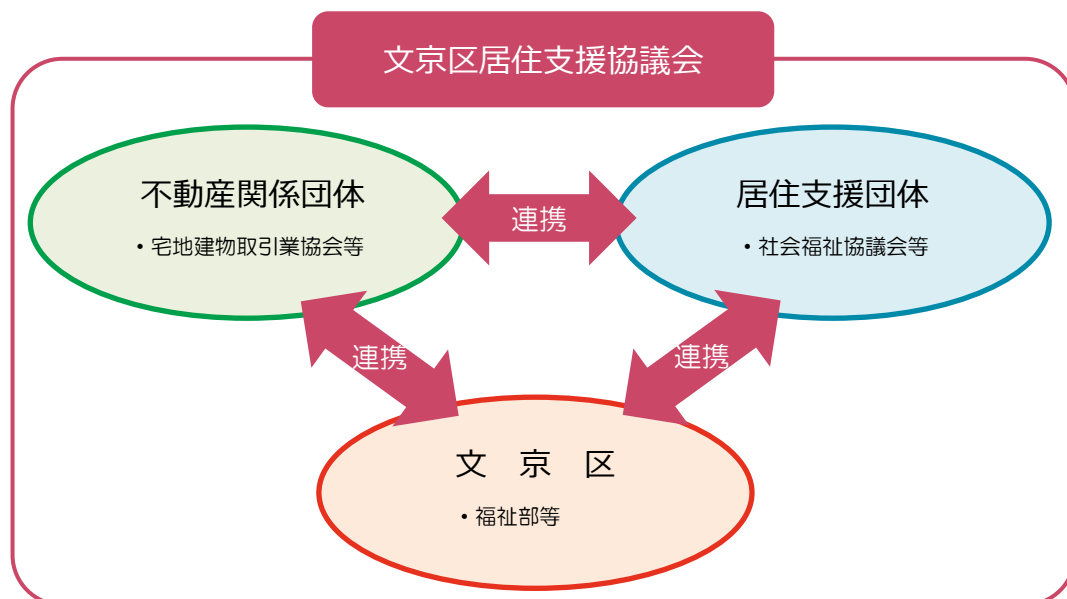 文京区居住支援協議会
不動産関係団体
・宅地建物取引業協会等
連携
居住支援団体
・社会福祉協議会等
連携
連携
文　京　区
・福祉部等